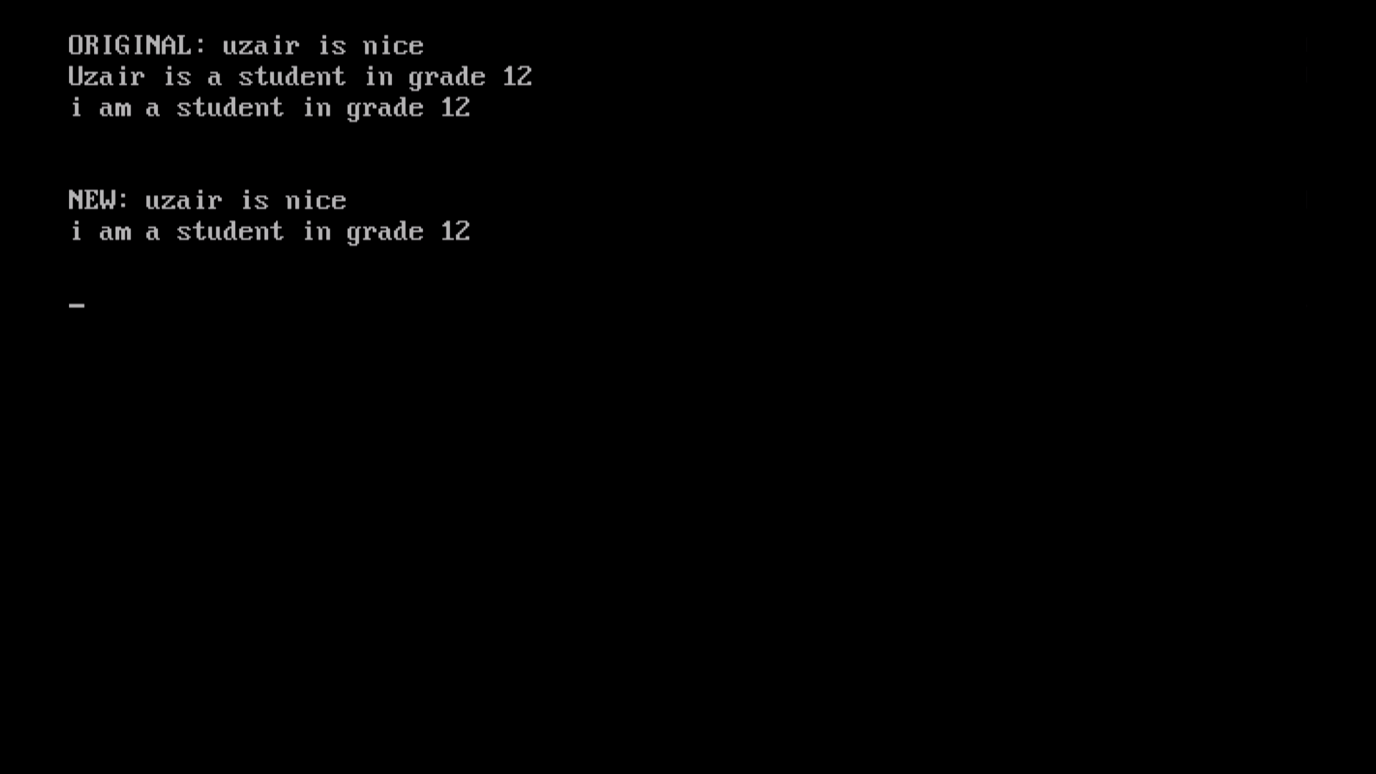 ORIGINAL: uzair is nice
Uzair is a student in grade 12
i am a student in grade 12
NEW: uzair is nice
i am a student in grade 12